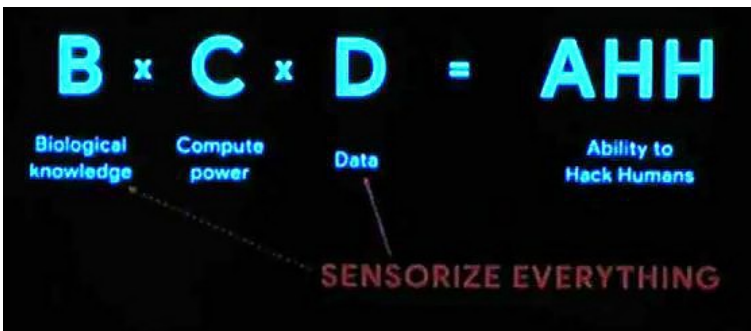 B x C x D = AHH
Biological knowledge
Compute power
Data
Ability to Hack Humans
SENSORIZE EVERYTHING